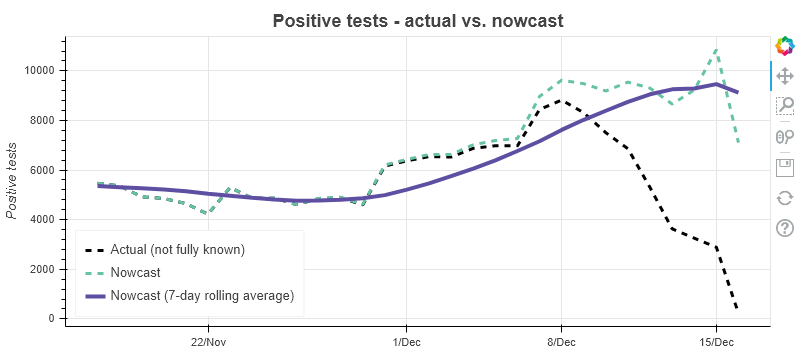 Positive tests - actual vs. nowcast
10000
8000
6000
4000
2000
0
Positive tests
Actual (not fully known)
Nowcast
Nowcast (7-day rolling average)
22/Nov
1/Dec
8/Dec
15/Dec